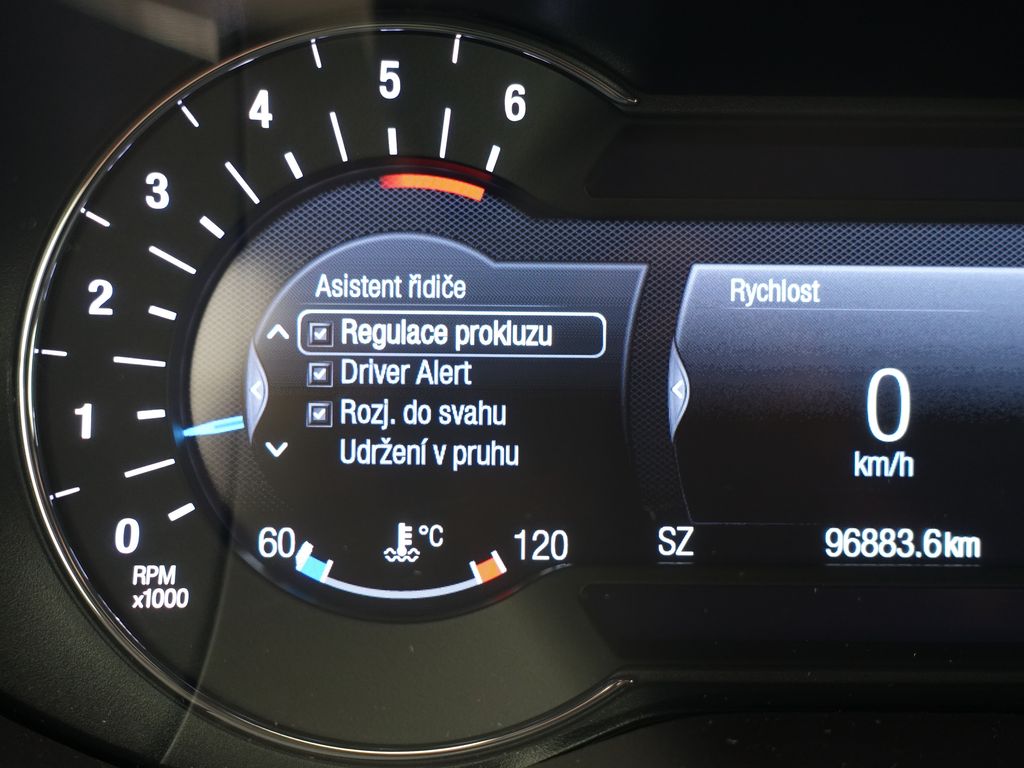 6
5
4
3
2
1
0
RPM
x1000
Asistent řidiče
Regulace prokluzu
Driver Alert
Rozj. do svahu
Udržení v pruhu
60
°C
120
Rychlost
0
km/h
SZ
96883.6km